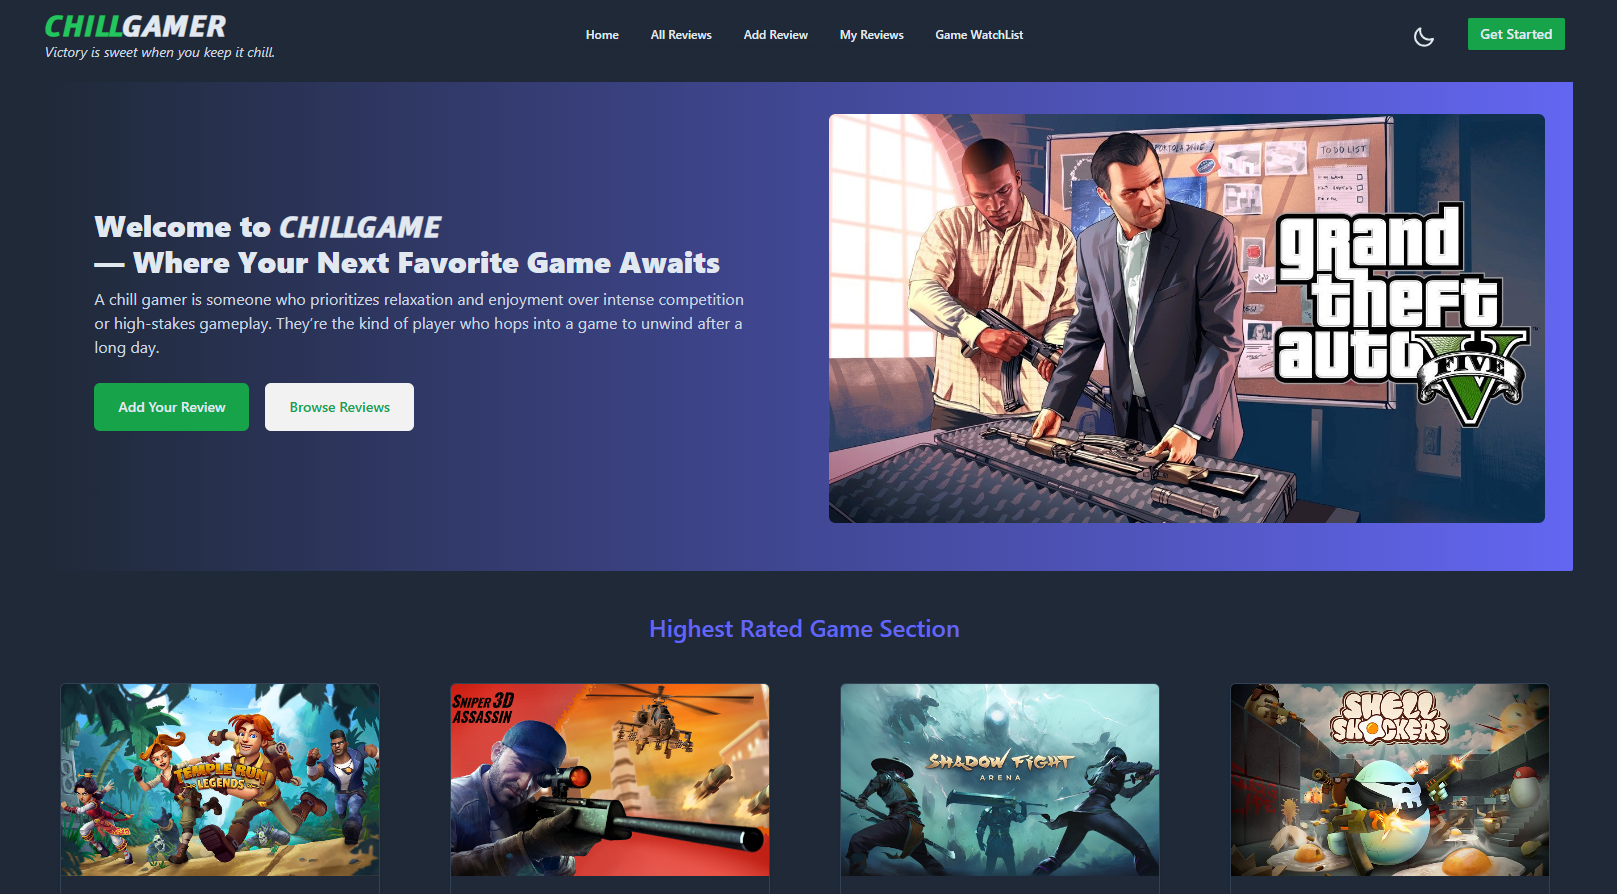 CHILLGAMER
Victory is sweet when you keep it chill.
Home
All Reviews
Add Review
My Reviews
Game WatchList
Get Started
Welcome to CHILLGAME
— Where Your Next Favorite Game Awaits
A chill gamer is someone who prioritizes relaxation and enjoyment over intense competition
or high-stakes gameplay. They’re the kind of player who hops into a game to unwind after a
long day.
Add Your Review
Browse Reviews
TO DO LIST
grand
theft
auto V
FIVE
™
Highest Rated Game Section
TEMPLE RUN
LEGENDS
SNIPER 3D
ASSASSIN
SHADOW FIGHT
ARENA
SHELL
SHOCKERS